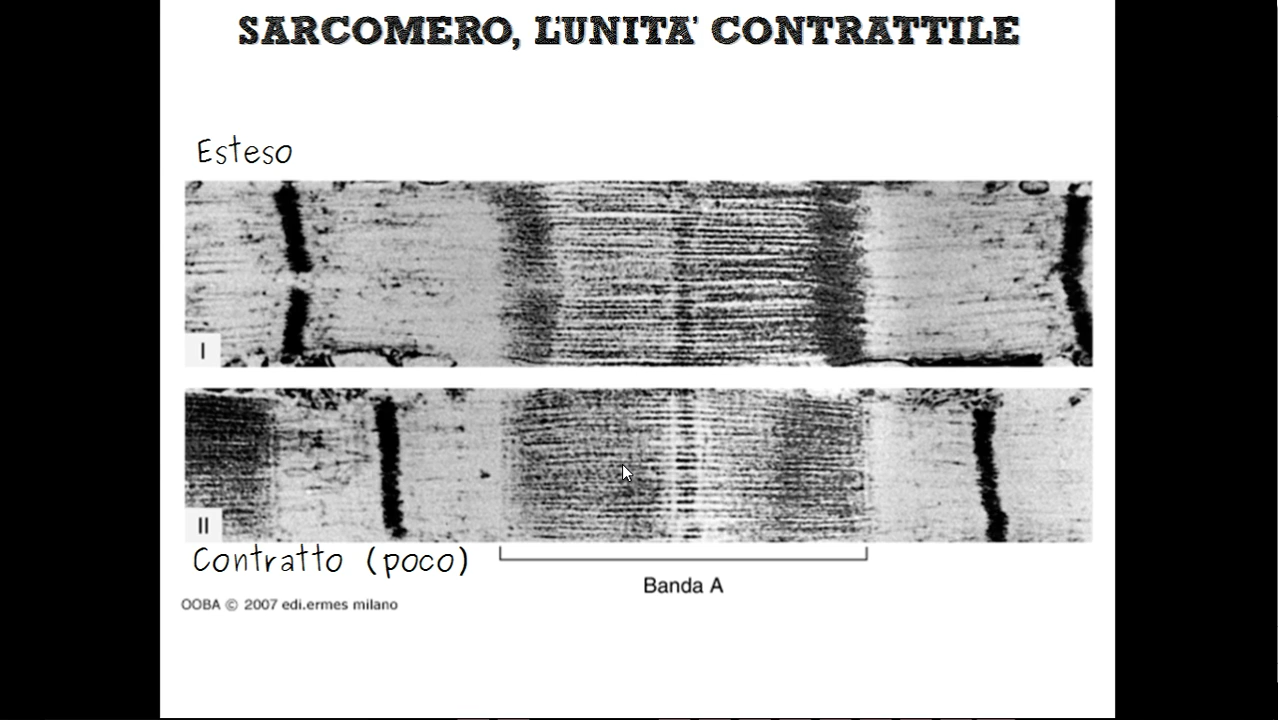 SARCOMERO, L'UNITA' CONTRATTILE
Esteso
I
II
Contratto (poco)
Banda A
OOBA © 2007 edi.ermes milano